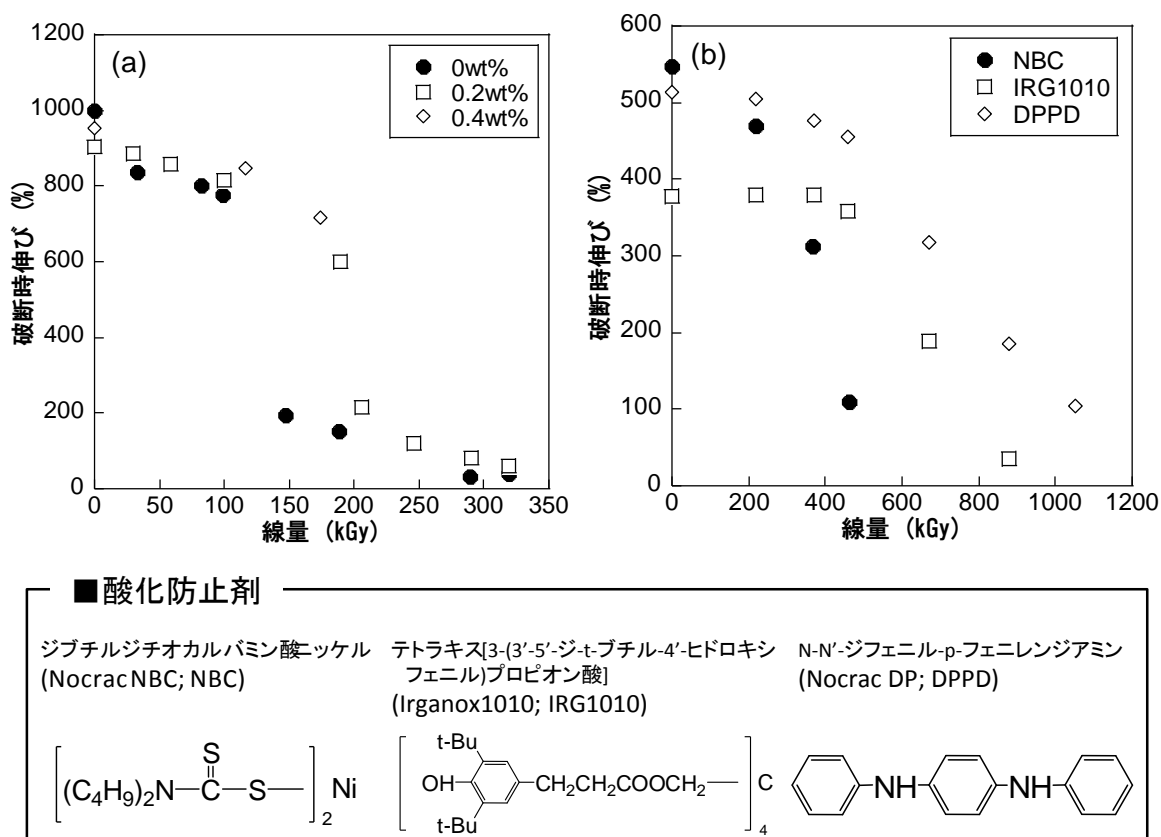 (a)
0wt%
0.2wt%
0.4wt%
1200
1000
800
600
400
200
0
破断時伸び (%)
0 50 100 150 200 250 300 350
線量 (kGy)
(b)
NBC
IRG1010
DPPD
600
500
400
300
200
100
0
破断時伸び (%)
0 200 400 600 800 1000 1200
線量 (kGy)
■酸化防止剤
ジブチルジチオカルバミン酸ニッケル
(Nocrac NBC; NBC)
[(C4H9)2N—C—S—]2 Ni
S
テトラキス[3-(3'-5'-ジ-t-ブチル-4'-ヒドロキシ
フェニル)プロピオン酸]
(Irganox1010; IRG1010)
t-Bu
OH CH2CH2COOCH2 C
t-Bu
4
N-N'-ジフェニル-p-フェニレンジアミン
(Nocrac DP; DPPD)
NH NH